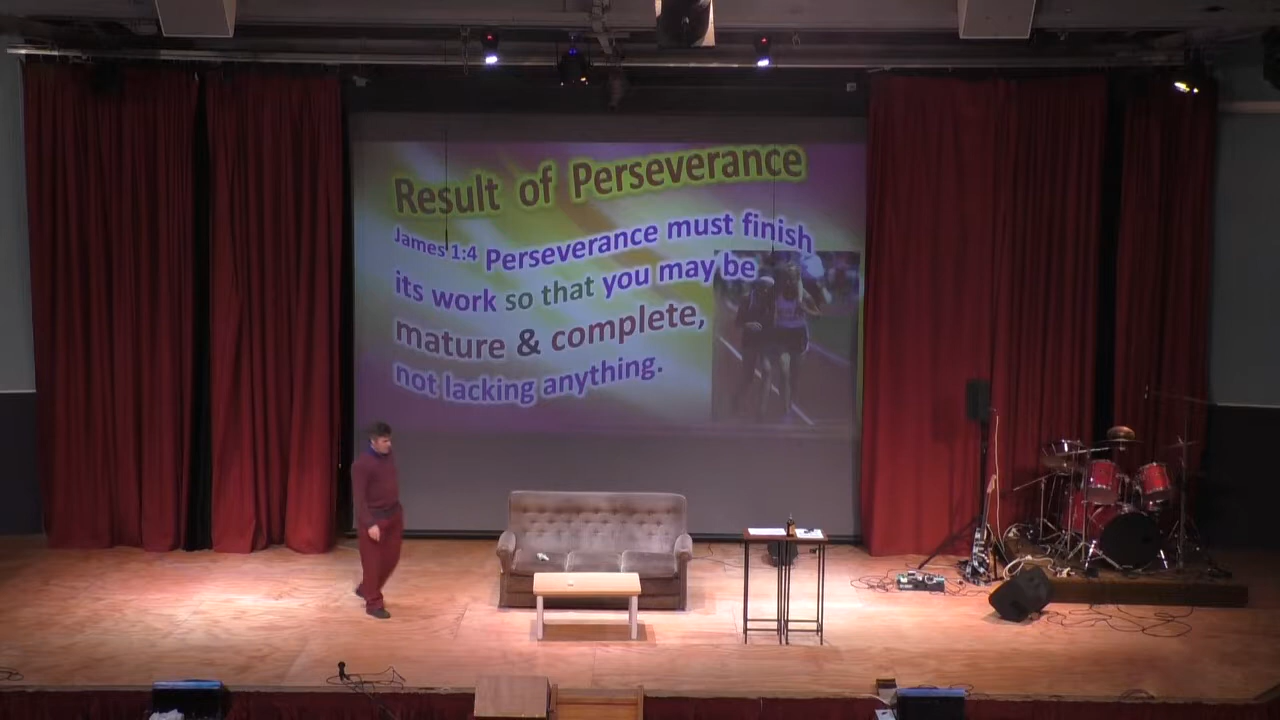 Result of Perseverance
James 1:4 Perseverance must finish
its work so that you may be
mature & complete,
not lacking anything.